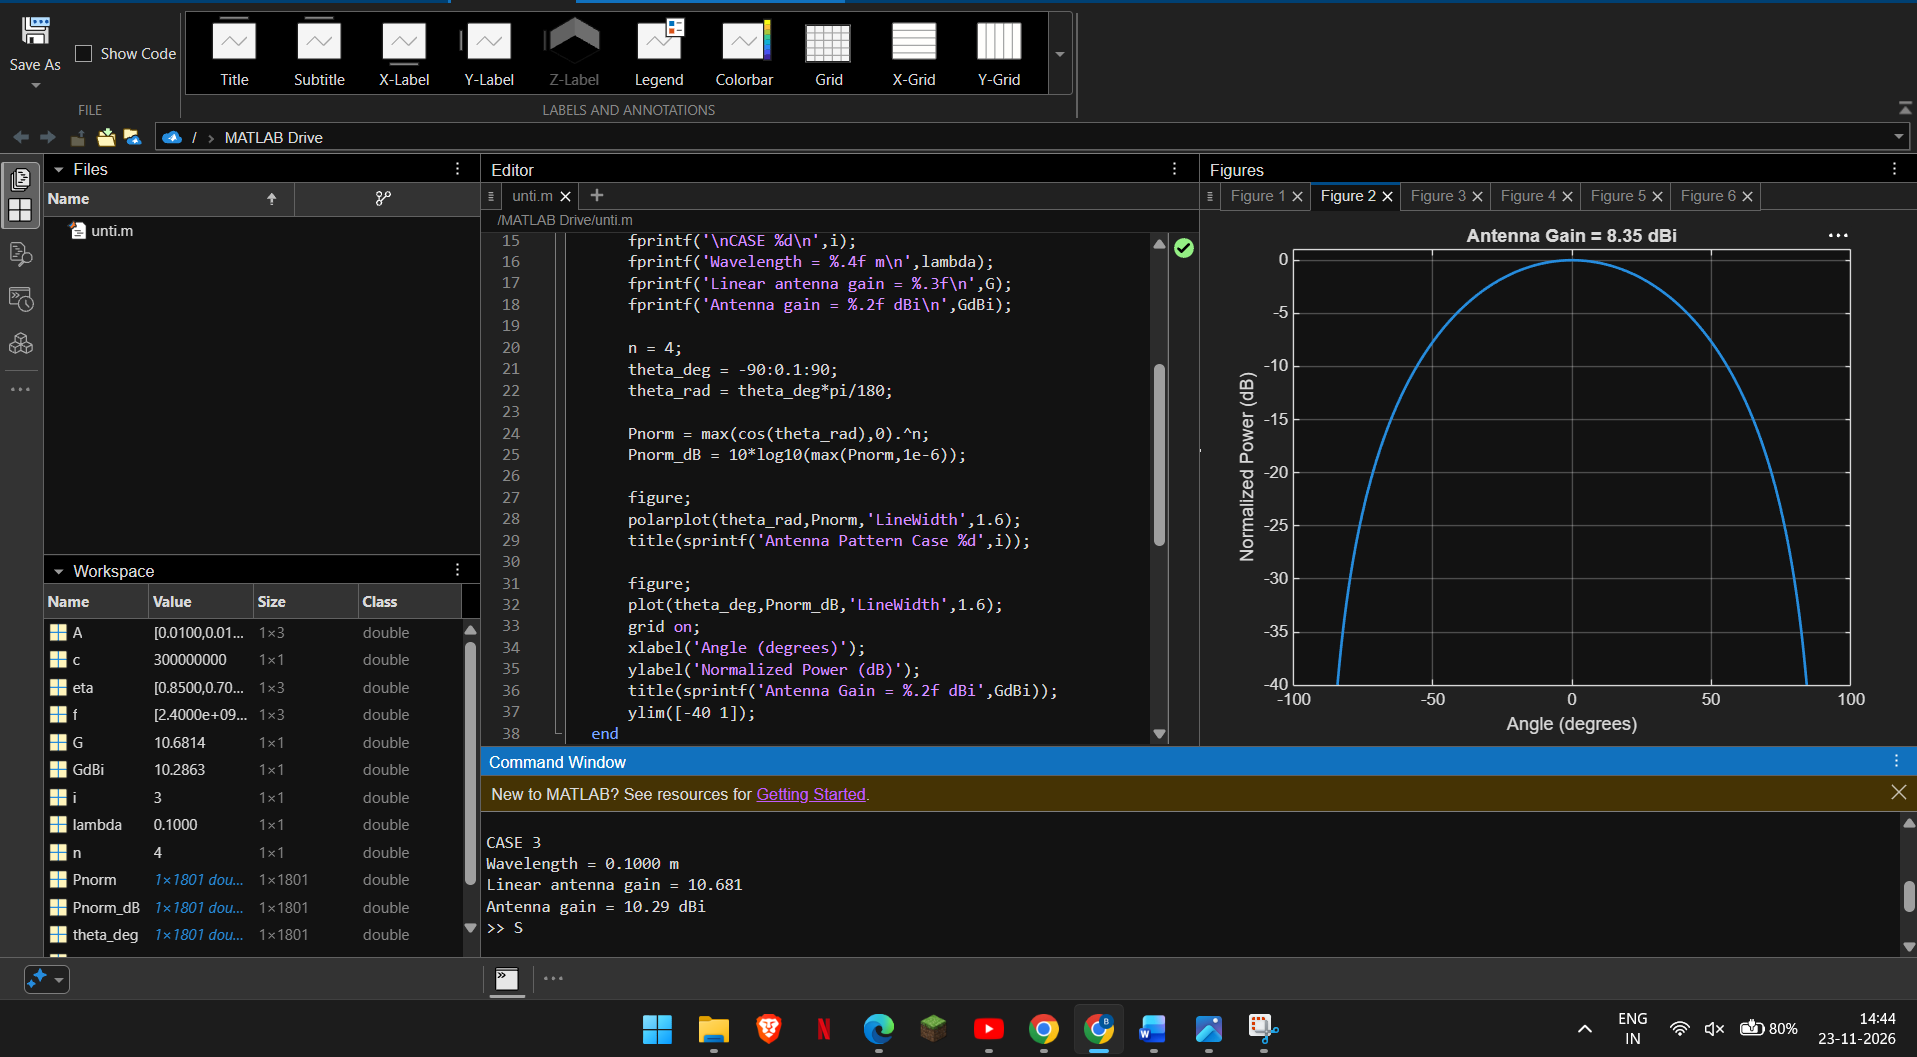 Save As
Show Code
FILE
Title
Subtitle
X-Label
Y-Label
Z-Label
Legend
Colorbar
Grid
X-Grid
Y-Grid
LABELS AND ANNOTATIONS
/ › MATLAB Drive
Files
Name
unti.m
Workspace
Name Value Size Class
A [0.0100,0.01... 1×3 double
c 300000000 1×1 double
eta [0.8500,0.70... 1×3 double
f [2.4000e+09... 1×3 double
G 10.6814 1×1 double
GdBi 10.2863 1×1 double
i 3 1×1 double
lambda 0.1000 1×1 double
n 4 1×1 double
Pnorm 1×1801 dou... 1×1801 double
Pnorm_dB 1×1801 dou... 1×1801 double
theta_deg 1×1801 dou... 1×1801 double
Editor
unti.m
/MATLAB Drive/unti.m
15 fprintf('\nCASE %d\n',i);
16 fprintf('Wavelength = %.4f m\n',lambda);
17 fprintf('Linear antenna gain = %.3f\n',G);
18 fprintf('Antenna gain = %.2f dBi\n',GdBi);
19
20 n = 4;
21 theta_deg = -90:0.1:90;
22 theta_rad = theta_deg*pi/180;
23
24 Pnorm = max(cos(theta_rad),0).^n;
25 Pnorm_dB = 10*log10(max(Pnorm,1e-6));
26
27 figure;
28 polarplot(theta_rad,Pnorm,'LineWidth',1.6);
29 title(sprintf('Antenna Pattern Case %d',i));
30
31 figure;
32 plot(theta_deg,Pnorm_dB,'LineWidth',1.6);
33 grid on;
34 xlabel('Angle (degrees)');
35 ylabel('Normalized Power (dB)');
36 title(sprintf('Antenna Gain = %.2f dBi',GdBi));
37 ylim([-40 1]);
38 end
Figures
Figure 1
Figure 2
Figure 3
Figure 4
Figure 5
Figure 6
Antenna Gain = 8.35 dBi
Normalized Power (dB)
0
-5
-10
-15
-20
-25
-30
-35
-40
-100 -50 0 50 100
Angle (degrees)
Command Window
New to MATLAB? See resources for Getting Started.
CASE 3
Wavelength = 0.1000 m
Linear antenna gain = 10.681
Antenna gain = 10.29 dBi
>> S
ENG
IN
80%
14:44
23-11-2026